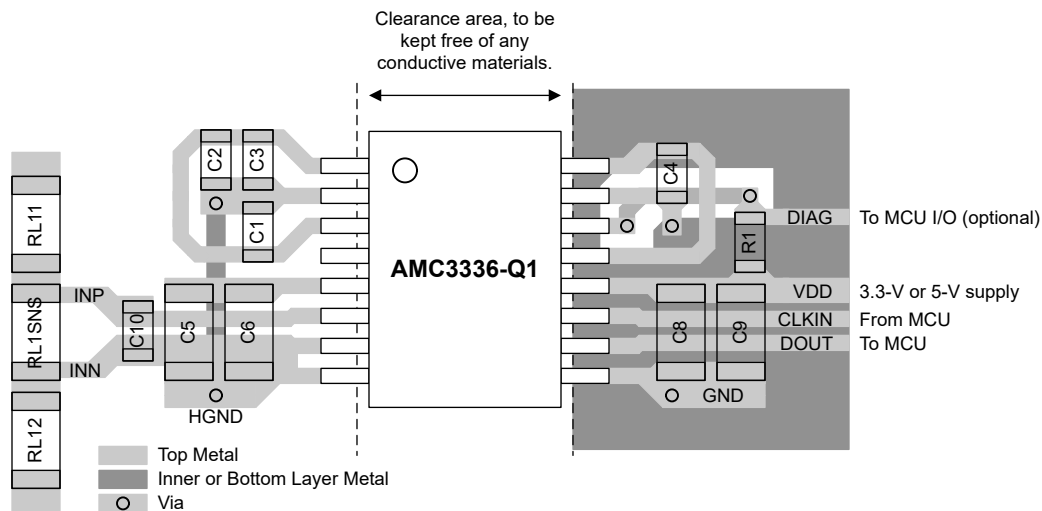 Clearance area, to be
kept free of any
conductive materials.
C2
C3
C4
RL11
C1
R1
DIAG
To MCU I/O (optional)
AMC3336-Q1
INP
VDD
3.3-V or 5-V supply
RL1SNS
C10
C5
C6
C8
C9
CLKIN
From MCU
DOUT
To MCU
INN
HGND
GND
RL12
Top Metal
Inner or Bottom Layer Metal
Via